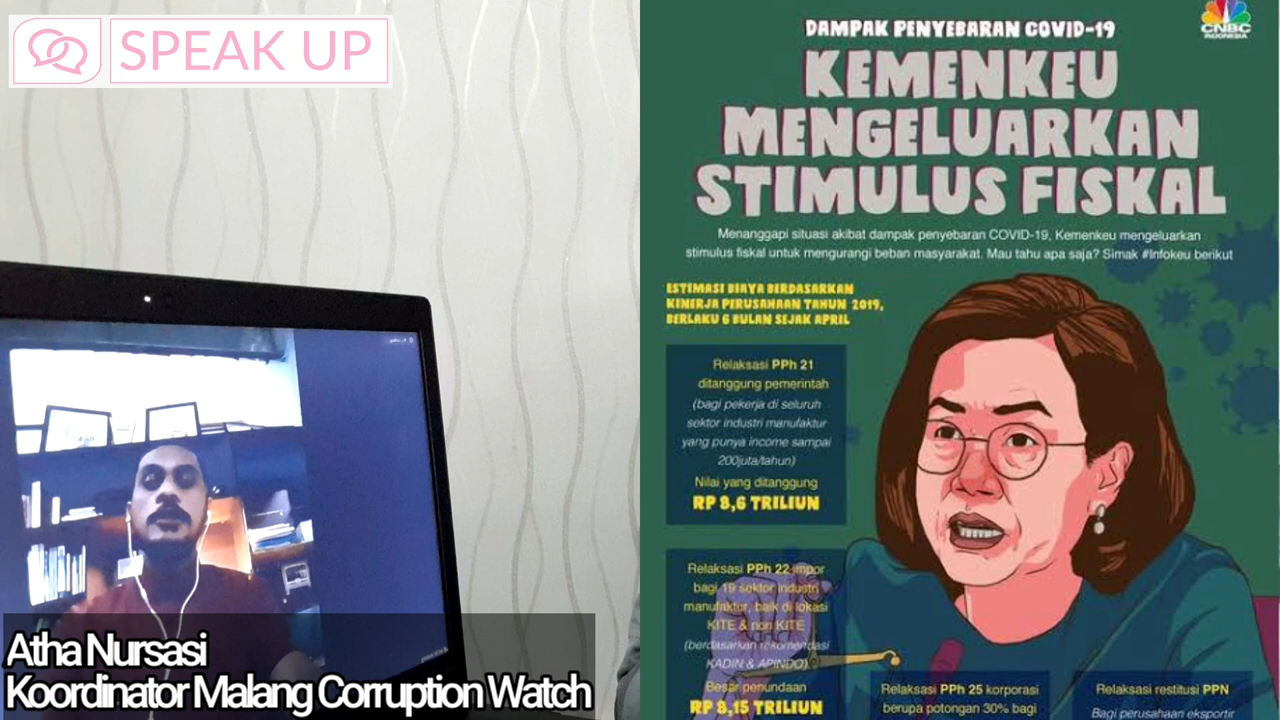 SPEAK UP
Atha Nursasi
Koordinator Malang Corruption Watch
CNBC
INDONESIA
DAMPAK PENYEBARAN COVID-19
KEMENKEU
MENGELUARKAN
STIMULUS FISKAL
Menanggapi situasi akibat dampak penyebaran COVID-19, Kemenkeu mengeluarkan
stimulus fiskal untuk mengurangi beban masyarakat. Mau tahu apa saja? Simak #Infokeu berikut
ESTIMASI BIAYA BERDASARKAN
KINERJA PERUSAHAAN TAHUN 2019,
BERLAKU 6 BULAN SEJAK APRIL
Relaksasi PPh 21
ditanggung pemerintah
(bagi pekerja di seluruh
sektor industri manufaktur
yang punya income sampai
200juta/tahun)
Nilai yang ditanggung
RP 8,6 TRILIUN
Relaksasi PPh 22 impor
bagi 19 sektor industri
manufaktur, baik di lokasi
KITE & non KITE
(berdasarkan rekomendasi
KADIN & APINDO)
Besar penundaan
RP 8,15 TRILIUN
Relaksasi PPh 25 korporasi
berupa potongan 30% bagi
Relaksasi restitusi PPN
Bagi perusahaan eksportir